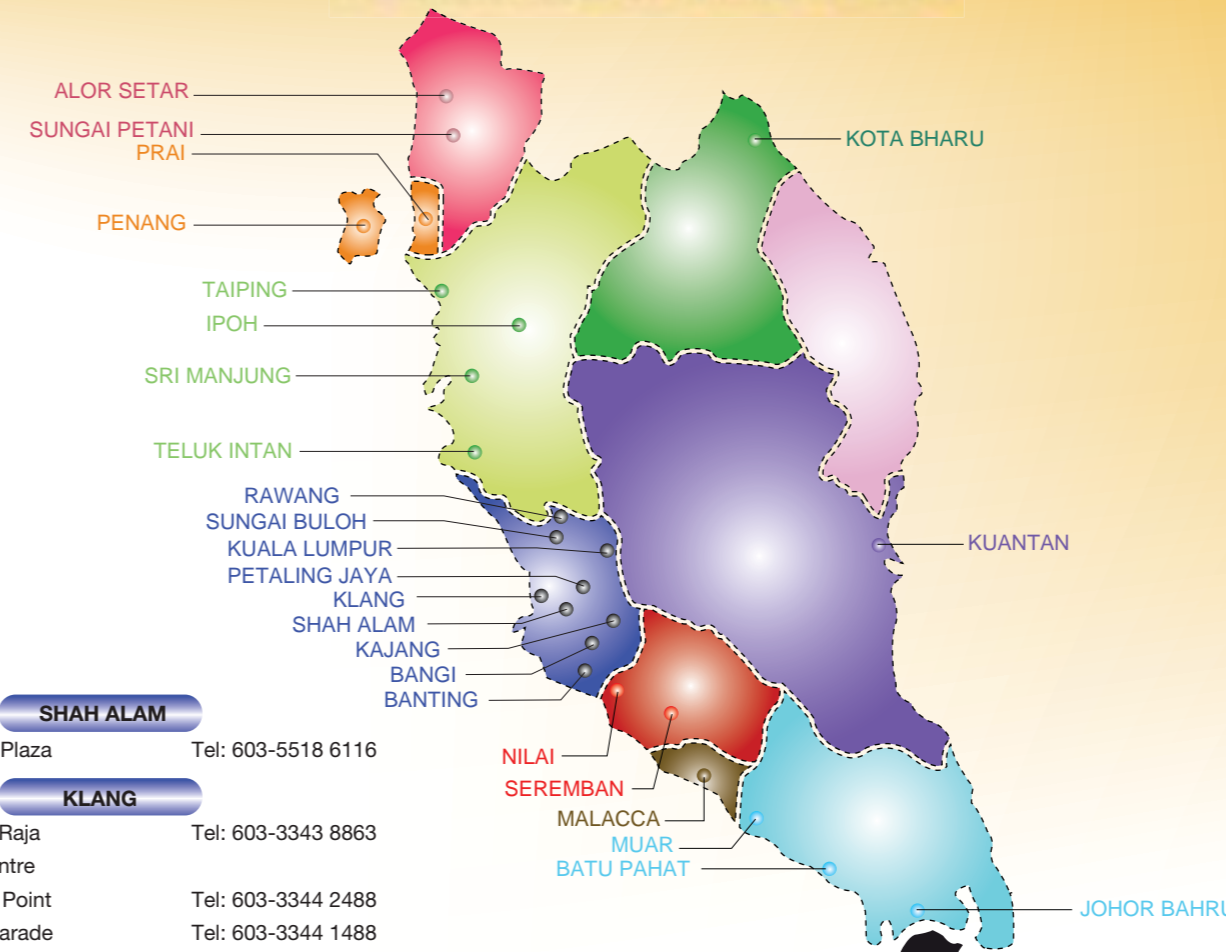 ALOR SETAR
SUNGAI PETANI
PRAI
KOTA BHARU
PENANG
TAIPING
IPOH
SRI MANJUNG
TELUK INTAN
RAWANG
SUNGAI BULOH
KUALA LUMPUR
KUANTAN
PETALING JAYA
KLANG
SHAH ALAM
KAJANG
BANGI
BANTING
NILAI
SEREMBAN
MALACCA
MUAR
BATU PAHAT
JOHOR BAHRU
SHAH ALAM
Plaza Tel: 603-5518 6116
KLANG
Raja Tel: 603-3343 8863
ntre
Point Tel: 603-3344 2488
arade Tel: 603-3344 1488